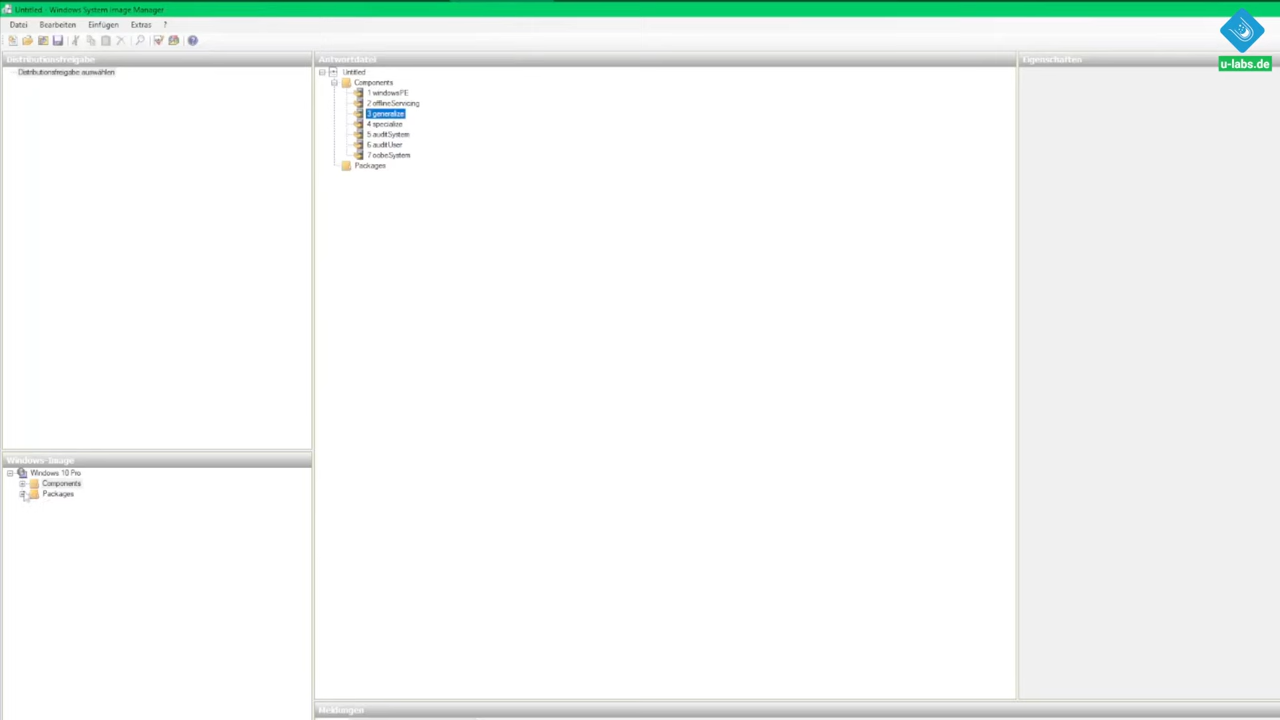 Untitled - Windows System Image Manager
Datei Bearbeiten Einfügen Extras ?
u-labs.de
Distributionsfreigabe
Distributionsfreigabe auswählen
Antwortdatei
Untitled
Components
1 windowsPE
2 offlineServicing
3 generalize
4 specialize
5 auditSystem
6 auditUser
7 oobeSystem
Packages
Eigenschaften
Windows-Image
Windows 10 Pro
Components
Packages
Meldungen